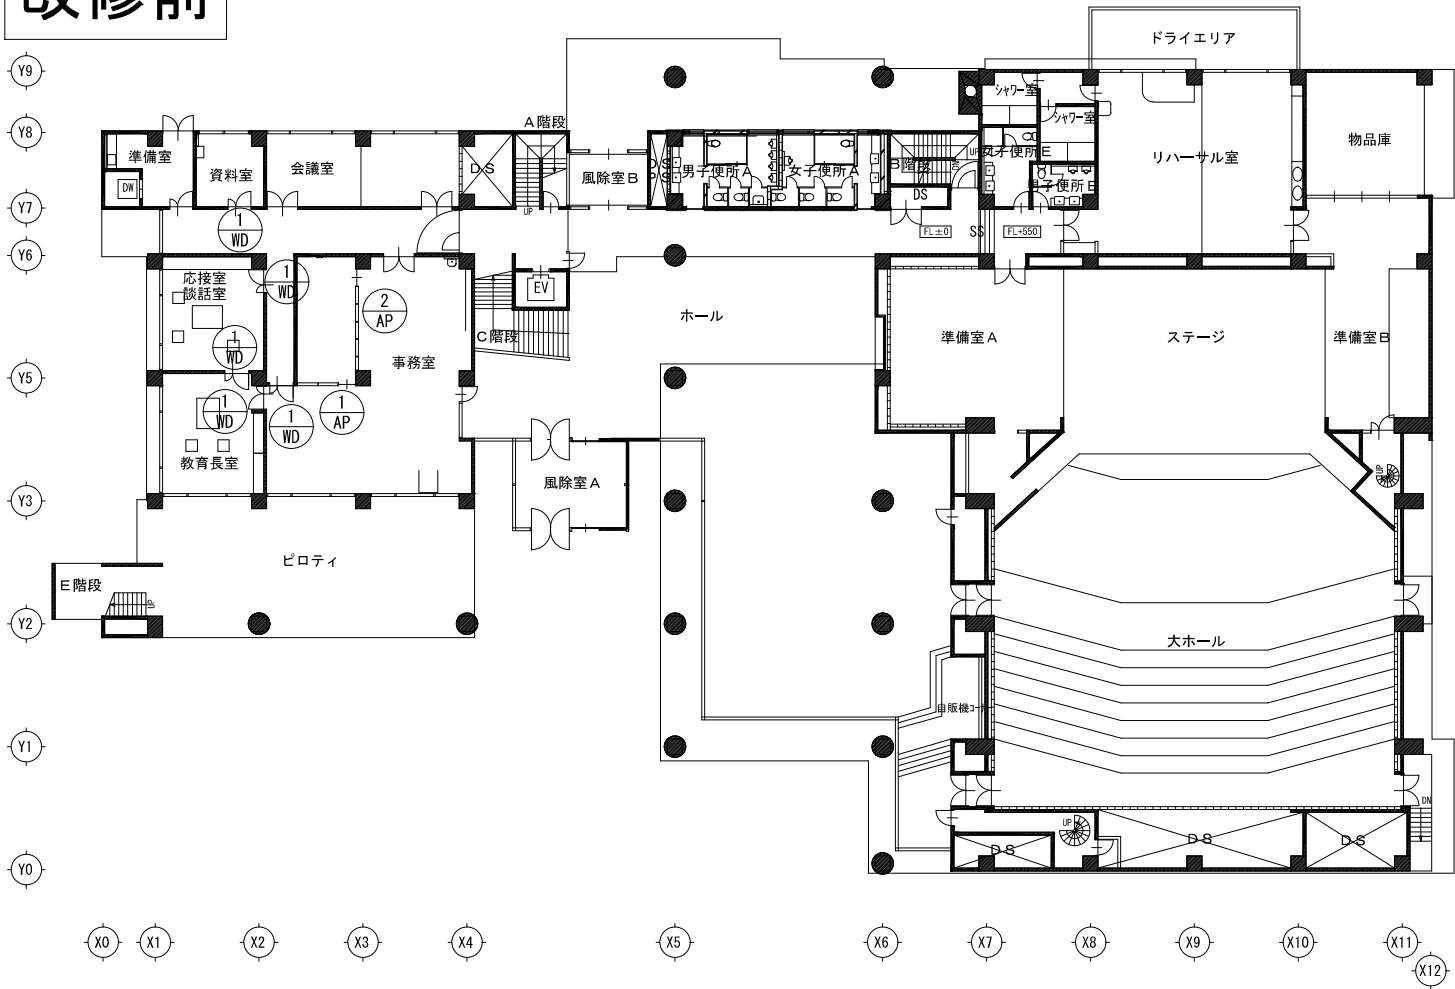 改修前
ドライエリア
Y9
シャワー室
シャワー室
A階段
Y8
準備室
資料室
会議室
DS
風除室B
DS
男子便所A
女子便所A
B階段
UP
DN
女子便所E
リハーサル室
物品庫
DW
男子便所E
DS
Y7
UP
1
WD
FL±0
SS
FL+550
Y6
応接室
談話室
1
WD
EV
2
AP
ホール
C階段
準備室A
ステージ
準備室B
1
WD
事務室
Y5
1
WD
1
WD
1
AP
教育長室
風除室A
UP
Y3
ピロティ
E階段
UP
Y2
大ホール
自販機コーナー
Y1
DN
UP
DS
DS
DS
Y0
X0
X1
X2
X3
X4
X5
X6
X7
X8
X9
X10
X11
X12